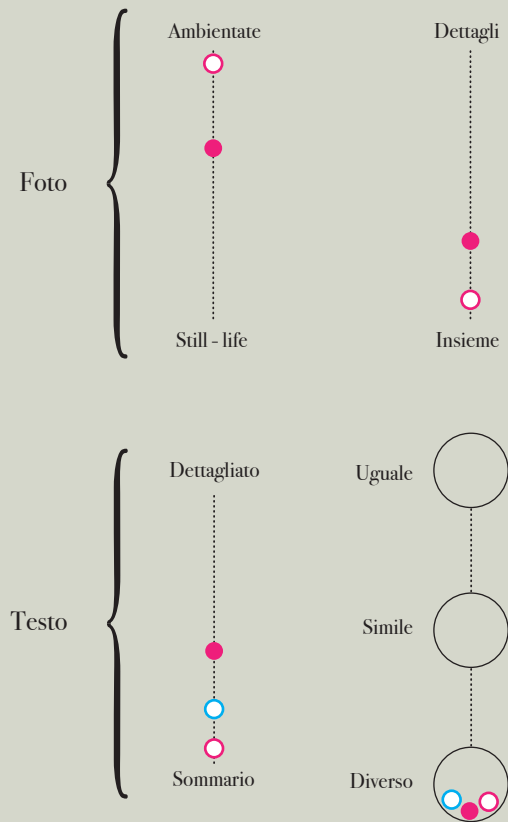 Ambientate
Dettagli
Foto
Still - life
Insieme
Dettagliato
Uguale
Testo
Simile
Sommario
Diverso